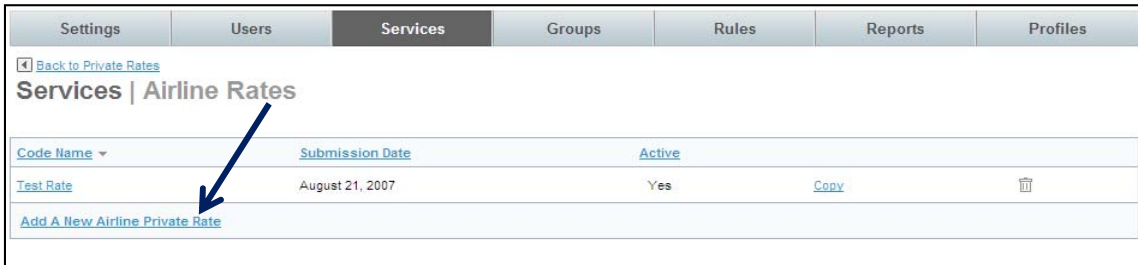 Settings Users Services Groups Rules Reports Profiles
Back to Private Rates
Services | Airline Rates
Code Name Submission Date Active
Test Rate August 21, 2007 Yes Copy
Add A New Airline Private Rate